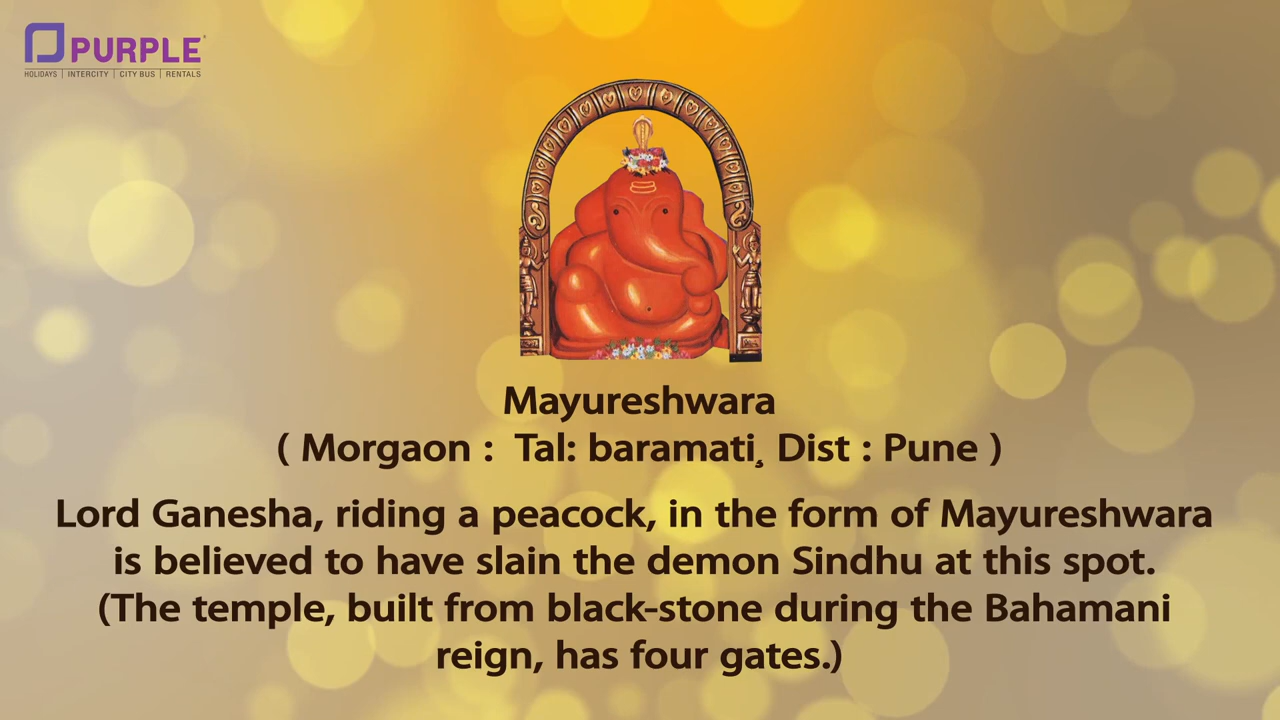 PURPLE
HOLIDAYS | INTERCITY | CITY BUS | RENTALS
Mayureshwara
( Morgaon : Tal: baramati¸ Dist : Pune )
Lord Ganesha, riding a peacock, in the form of Mayureshwara
is believed to have slain the demon Sindhu at this spot.
(The temple, built from black-stone during the Bahamani
reign, has four gates.)